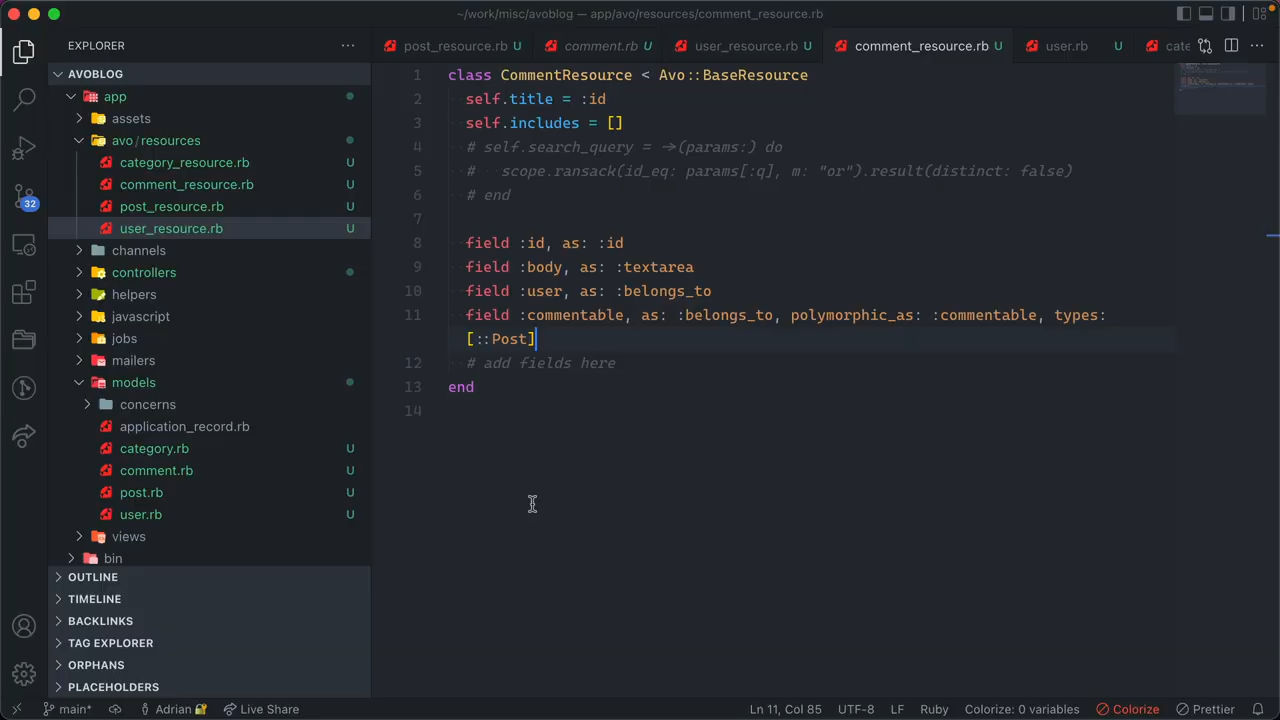 ~/work/misc/avoblog — app/avo/resources/comment_resource.rb
EXPLORER
post_resource.rb U
comment.rb U
user_resource.rb U
comment_resource.rb U
user.rb U
cate
AVOBLOG
app
assets
avo/resources
category_resource.rb U
comment_resource.rb U
post_resource.rb U
user_resource.rb U
channels
controllers
helpers
javascript
jobs
mailers
models
concerns
application_record.rb
category.rb U
comment.rb U
post.rb U
user.rb U
views
bin
OUTLINE
TIMELINE
BACKLINKS
TAG EXPLORER
ORPHANS
PLACEHOLDERS
32
1 class CommentResource < Avo::BaseResource
2 self.title = :id
3 self.includes = []
4 # self.search_query = ->(params:) do
5 #   scope.ransack(id_eq: params[:q], m: "or").result(distinct: false)
6 # end
7
8 field :id, as: :id
9 field :body, as: :textarea
10 field :user, as: :belongs_to
11 field :commentable, as: :belongs_to, polymorphic_as: :commentable, types:
[::Post]
12 # add fields here
13 end
14
main* Adrian Live Share Ln 11, Col 85 UTF-8 LF Ruby Colorize: 0 variables Colorize Prettier